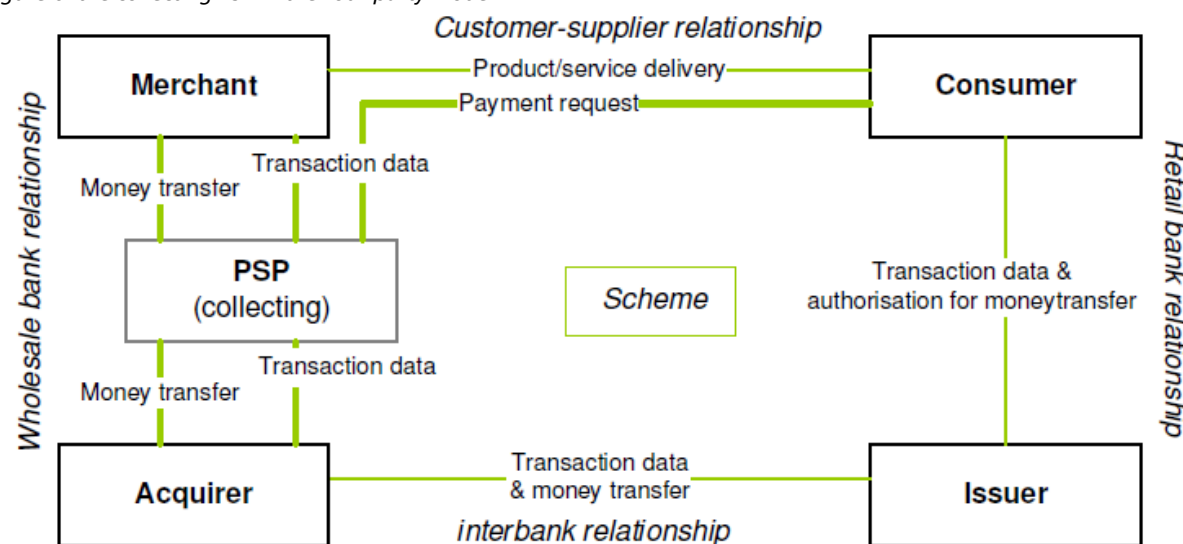 Customer-supplier relationship
Merchant
Product/service delivery
Consumer
Payment request
Wholesale bank relationship
Retail bank relationship
Transaction data
Money transfer
PSP
(collecting)
Scheme
Transaction data &
authorisation for moneytransfer
Transaction data
Money transfer
Acquirer
Transaction data
& money transfer
Issuer
interbank relationship